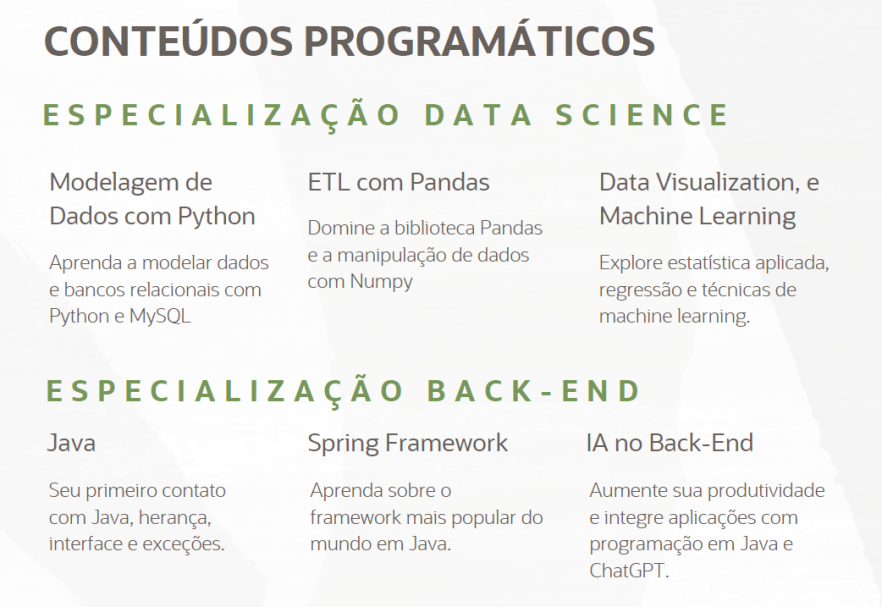 CONTEÚDOS PROGRAMÁTICOS
ESPECIALIZAÇÃO DATA SCIENCE
Modelagem de
Dados com Python
Aprenda a modelar dados
e bancos relacionais com
Python e MySQL
ETL com Pandas
Domine a biblioteca Pandas
e a manipulação de dados
com Numpy
Data Visualization, e
Machine Learning
Explore estatística aplicada,
regressão e técnicas de
machine learning.
ESPECIALIZAÇÃO BACK-END
Java
Seu primeiro contato
com Java, herança,
interface e exceções.
Spring Framework
Aprenda sobre o
framework mais popular do
mundo em Java.
IA no Back-End
Aumente sua produtividade
e integre aplicações com
programação em Java e
ChatGPT.